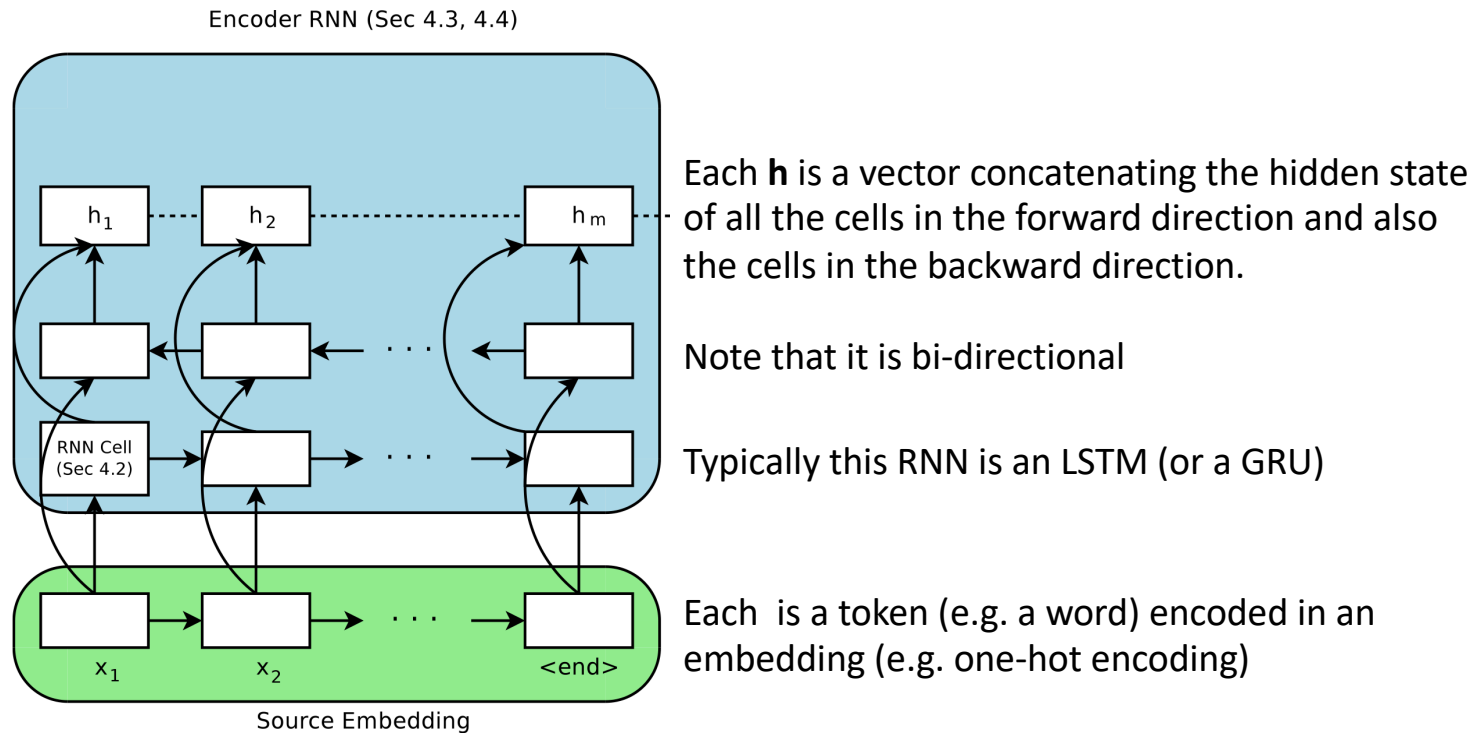 Encoder RNN (Sec 4.3, 4.4)
h1
h2
hm
Each h is a vector concatenating the hidden state
of all the cells in the forward direction and also
the cells in the backward direction.
. . .
Note that it is bi-directional
RNN Cell
(Sec 4.2)
. . .
Typically this RNN is an LSTM (or a GRU)
. . .
x1
x2
<end>
Each is a token (e.g. a word) encoded in an
embedding (e.g. one-hot encoding)
Source Embedding